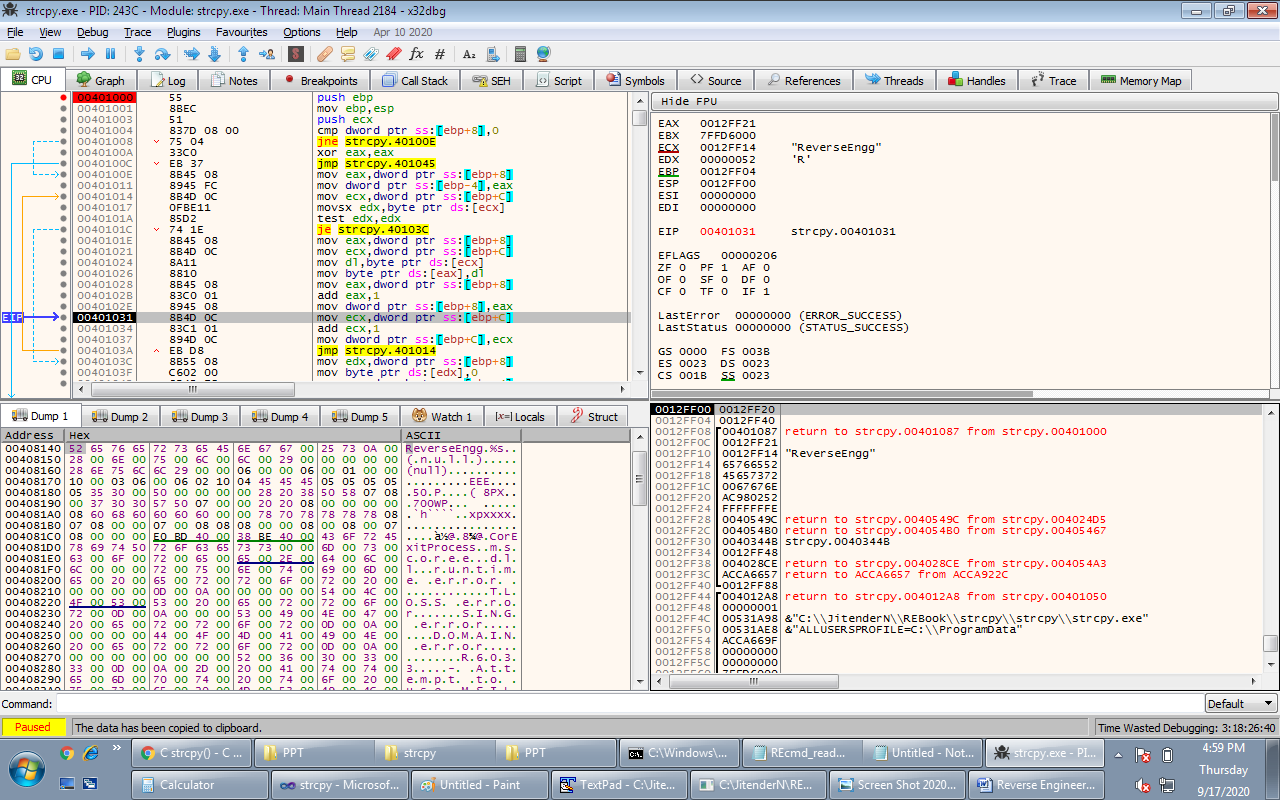 strcpy.exe - PID: 243C - Module: strcpy.exe - Thread: Main Thread 2184 - x32dbg
File View Debug Trace Plugins Favourites Options Help Apr 10 2020
CPU Graph Log Notes Breakpoints Call Stack SEH Script Symbols Source References Threads Handles Trace Memory Map
00401000 55 push ebp
00401001 8BEC mov ebp,esp
00401003 51 push ecx
00401004 837D 08 00 cmp dword ptr ss:[ebp+8],0
00401008 75 04 jne strcpy.40100E
0040100A 33C0 xor eax,eax
0040100C EB 37 jmp strcpy.401045
0040100E 8B45 08 mov eax,dword ptr ss:[ebp+8]
00401011 8945 FC mov dword ptr ss:[ebp-4],eax
00401014 8B4D 0C mov ecx,dword ptr ss:[ebp+C]
00401017 0FBE11 movsx edx,byte ptr ds:[ecx]
0040101A 85D2 test edx,edx
0040101C 74 1E je strcpy.40103C
0040101E 8B45 08 mov eax,dword ptr ss:[ebp+8]
00401021 8B4D 0C mov ecx,dword ptr ss:[ebp+C]
00401024 8A11 mov dl,byte ptr ds:[ecx]
00401026 8810 mov byte ptr ds:[eax],dl
00401028 8B45 08 mov eax,dword ptr ss:[ebp+8]
0040102B 83C0 01 add eax,1
0040102E 8945 08 mov dword ptr ss:[ebp+8],eax
EIP 00401031 8B4D 0C mov ecx,dword ptr ss:[ebp+C]
00401034 83C1 01 add ecx,1
00401037 894D 0C mov dword ptr ss:[ebp+C],ecx
0040103A EB D8 jmp strcpy.401014
0040103C 8B55 08 mov edx,dword ptr ss:[ebp+8]
0040103F C602 00 mov byte ptr ds:[edx],0
Hide FPU
EAX 0012FF21
EBX 7FFD6000
ECX 0012FF14 "ReverseEngg"
EDX 00000052 'R'
EBP 0012FF04
ESP 0012FF00
ESI 00000000
EDI 00000000
EIP 00401031 strcpy.00401031
EFLAGS 00000206
ZF 0 PF 1 AF 0
OF 0 SF 0 DF 0
CF 0 TF 0 IF 1
LastError 00000000 (ERROR_SUCCESS)
LastStatus 00000000 (STATUS_SUCCESS)
GS 0000 FS 003B
ES 0023 DS 0023
CS 001B SS 0023
Dump 1 Dump 2 Dump 3 Dump 4 Dump 5 Watch 1 [x=] Locals Struct
Address Hex ASCII
00408140 52 65 76 65 72 73 65 45 6E 67 67 00 25 73 0A 00 ReverseEngg.%s..
00408150 28 00 6E 00 75 00 6C 00 6C 00 29 00 00 00 00 00 (.n.u.l.l.).....
00408160 28 6E 75 6C 6C 29 00 00 06 00 00 06 00 01 00 00 (null)..........
00408170 10 00 03 06 00 06 02 10 04 45 45 45 05 05 05 05 .........EEE....
00408180 05 35 30 00 50 00 00 00 00 28 20 38 50 58 07 08 .50.P....( 8PX..
00408190 00 37 30 30 57 50 07 00 00 20 20 08 00 00 00 00 .700WP...  .....
004081A0 08 60 68 60 60 60 60 00 00 78 70 78 78 78 78 08 .`h````..xpxxxx.
004081B0 07 08 00 00 07 00 08 08 08 00 00 08 00 08 00 07 ................
004081C0 08 00 00 00 E0 BD 40 00 38 BE 40 00 43 6F 72 45 ....à½@.8¾@.CorE
004081D0 78 69 74 50 72 6F 63 65 73 73 00 00 6D 00 73 00 xitProcess..m.s.
004081E0 63 00 6F 00 72 00 65 00 65 00 2E 00 64 00 6C 00 c.o.r.e.e...d.l.
004081F0 6C 00 00 00 72 00 75 00 6E 00 74 00 69 00 6D 00 l...r.u.n.t.i.m.
00408200 65 00 20 00 65 00 72 00 72 00 6F 00 72 00 20 00 e. .e.r.r.o.r. .
00408210 00 00 00 00 0D 00 0A 00 00 00 00 00 54 00 4C 00 ............T.L.
00408220 4F 00 53 00 53 00 20 00 65 00 72 00 72 00 6F 00 O.S.S. .e.r.r.o.
00408230 72 00 0D 00 0A 00 00 00 53 00 49 00 4E 00 47 00 r.......S.I.N.G.
00408240 20 00 65 00 72 00 72 00 6F 00 72 00 0D 00 0A 00 .e.r.r.o.r.....
00408250 00 00 00 00 44 00 4F 00 4D 00 41 00 49 00 4E 00 ....D.O.M.A.I.N.
00408260 20 00 65 00 72 00 72 00 6F 00 72 00 0D 00 0A 00 .e.r.r.o.r.....
00408270 00 00 00 00 00 00 00 00 52 00 36 00 30 00 33 00 ........R.6.0.3.
00408280 33 00 0D 00 0A 00 2D 00 20 00 41 00 74 00 74 00 3.....-. .A.t.t.
00408290 65 00 6D 00 70 00 74 00 20 00 74 00 6F 00 20 00 e.m.p.t. .t.o. .
0012FF00 0012FF20
0012FF04 0012FF40
0012FF08 00401087 return to strcpy.00401087 from strcpy.00401000
0012FF0C 0012FF21
0012FF10 0012FF14 "ReverseEngg"
0012FF14 65766552
0012FF18 45657372
0012FF1C 0067676E
0012FF20 AC980252
0012FF24 FFFFFFFE
0012FF28 0040549C return to strcpy.0040549C from strcpy.004024D5
0012FF2C 004054B0 return to strcpy.004054B0 from strcpy.00405467
0012FF30 0040344B strcpy.0040344B
0012FF34 0012FF48
0012FF38 004028CE return to strcpy.004028CE from strcpy.004054A3
0012FF3C ACCA6657 return to ACCA6657 from ACCA922C
0012FF40 0012FF88
0012FF44 004012A8 return to strcpy.004012A8 from strcpy.00401050
0012FF48 00000001
0012FF4C 00531A98 &"C:\\JitenderN\\REBook\\strcpy\\strcpy\\strcpy.exe"
0012FF50 00531AE8 &"ALLUSERSPROFILE=C:\\ProgramData"
0012FF54 ACCA669F
0012FF58 00000000
0012FF5C 00000000
Command: Default
Paused The data has been copied to clipboard. Time Wasted Debugging: 3:18:26:40
C strcpy() - C ... PPT strcpy PPT C:\Windows\... REcmd_read... Untitled - Not... strcpy.exe - PI... 4:59 PM
Thursday
Calculator strcpy - Microsof... Untitled - Paint TextPad - C:\Jite... C:\JitenderN\RE... Screen Shot 2020... Reverse Engineer... 9/17/2020